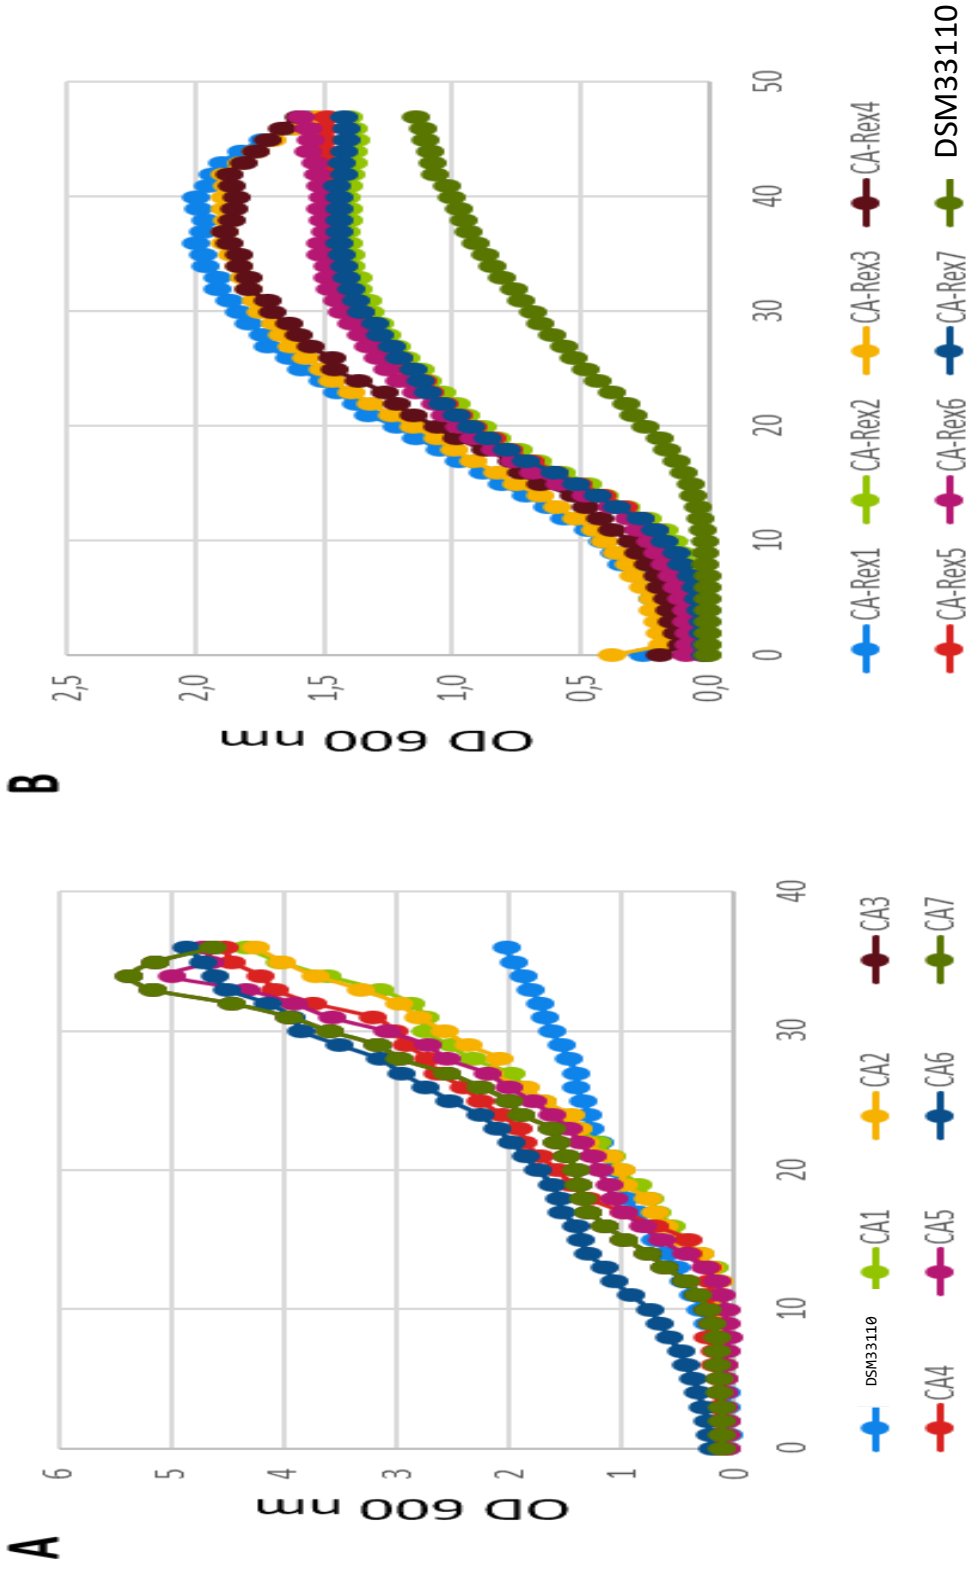 A
OD 600 nm
6
5
4
3
2
1
0
0
10
20
30
40
DSM33110
CA1
CA2
CA3
CA4
CA5
CA6
CA7
B
OD 600 nm
2,5
2,0
1,5
1,0
0,5
0,0
0
10
20
30
40
50
CA-Rex1
CA-Rex2
CA-Rex3
CA-Rex4
CA-Rex5
CA-Rex6
CA-Rex7
DSM33110